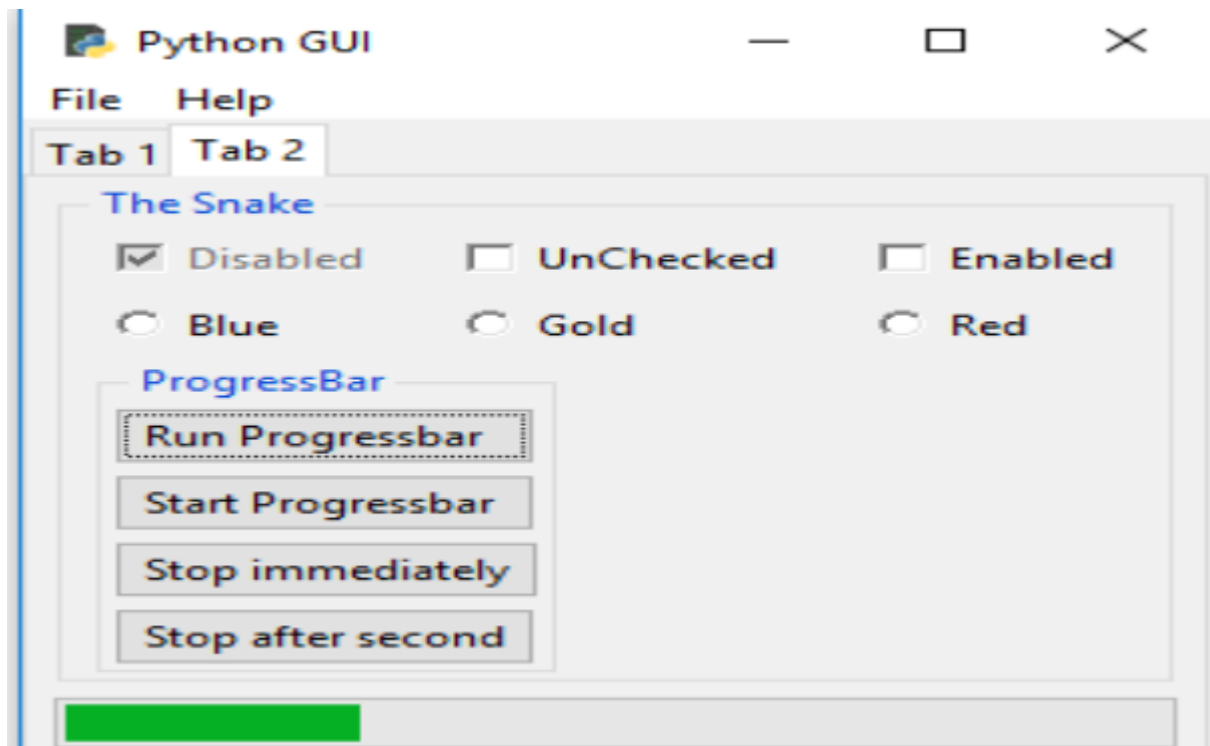 Python GUI
File Help
Tab 1 Tab 2
The Snake
Disabled UnChecked Enabled
Blue Gold Red
ProgressBar
Run Progressbar
Start Progressbar
Stop immediately
Stop after second